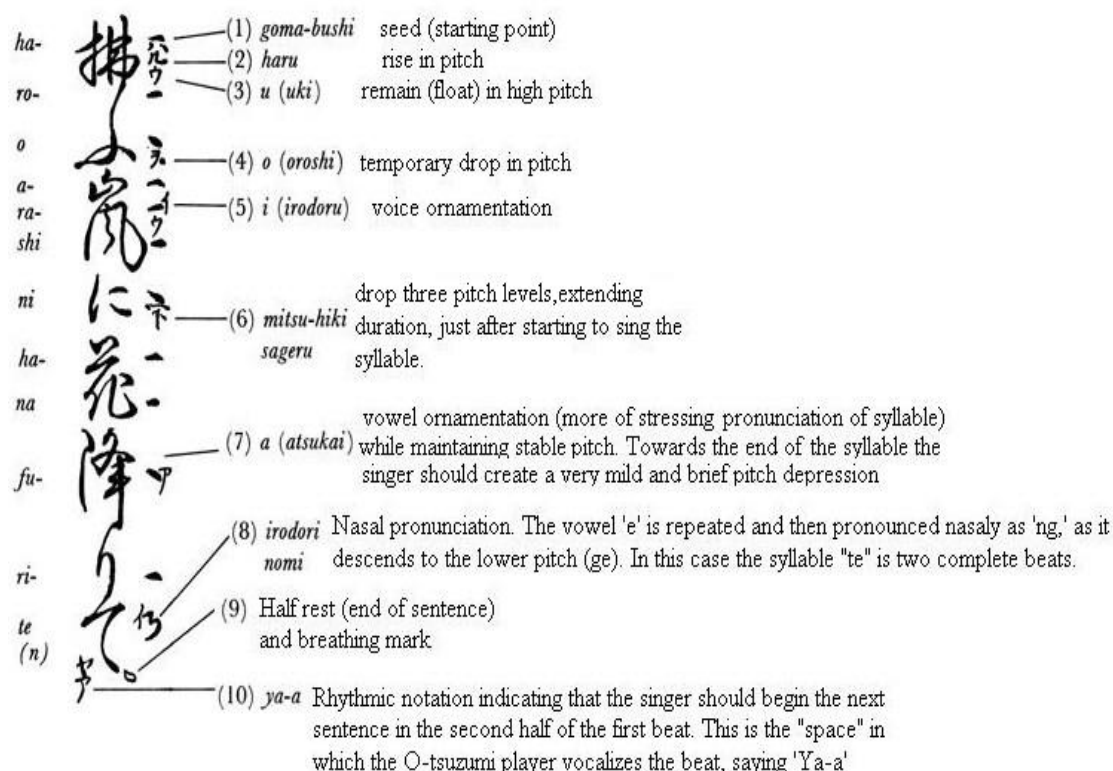 ha-
ro-
o
a-
ra-
shi
ni
ha-
na
fu-
ri-
te
(n)
拂ふ嵐に花降りて。
ウ
イ
ウ
下
ア
ヤア
(1) goma-bushi seed (starting point)
(2) haru rise in pitch
(3) u (uki) remain (float) in high pitch
(4) o (oroshi) temporary drop in pitch
(5) i (irodoru) voice ornamentation
(6) mitsu-hiki
sageru
drop three pitch levels,extending
duration, just after starting to sing the
syllable.
(7) a (atsukai)
vowel ornamentation (more of stressing pronunciation of syllable)
while maintaining stable pitch. Towards the end of the syllable the
singer should create a very mild and brief pitch depression
(8) irodori
nomi
Nasal pronunciation. The vowel 'e' is repeated and then pronounced nasaly as 'ng,' as it
descends to the lower pitch (ge). In this case the syllable "te" is two complete beats.
(9) Half rest (end of sentence)
and breathing mark
(10) ya-a Rhythmic notation indicating that the singer should begin the next
sentence in the second half of the first beat. This is the "space" in
which the O-tsuzumi player vocalizes the beat, saying 'Ya-a'